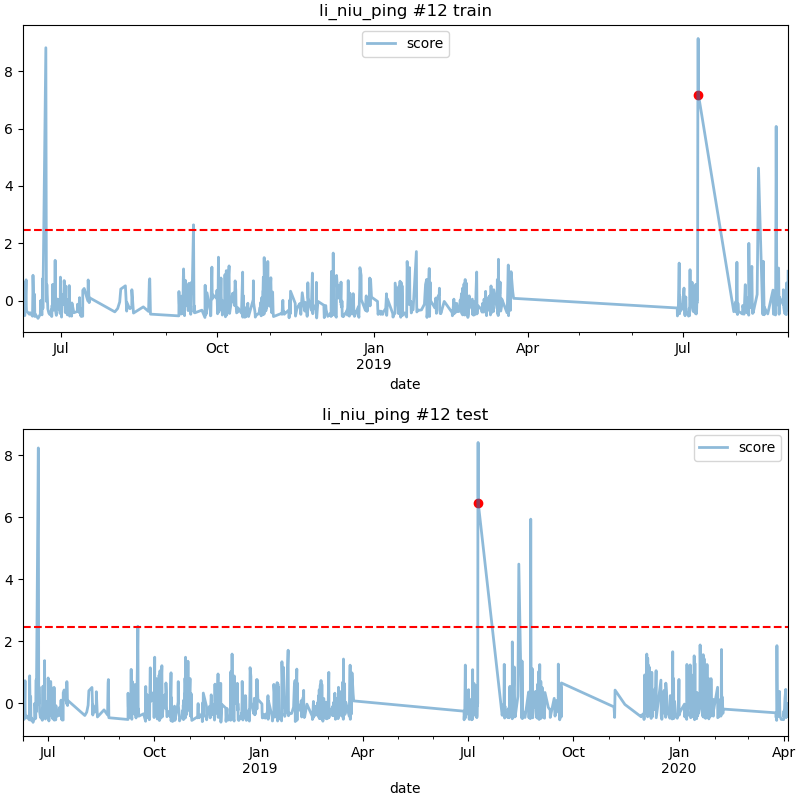 li_niu_ping #12 train
score
8
6
4
2
0
Jul
Oct
Jan
2019
Apr
Jul
date
li_niu_ping #12 test
score
8
6
4
2
0
Jul
Oct
Jan
2019
Apr
Jul
Oct
Jan
2020
Apr
date